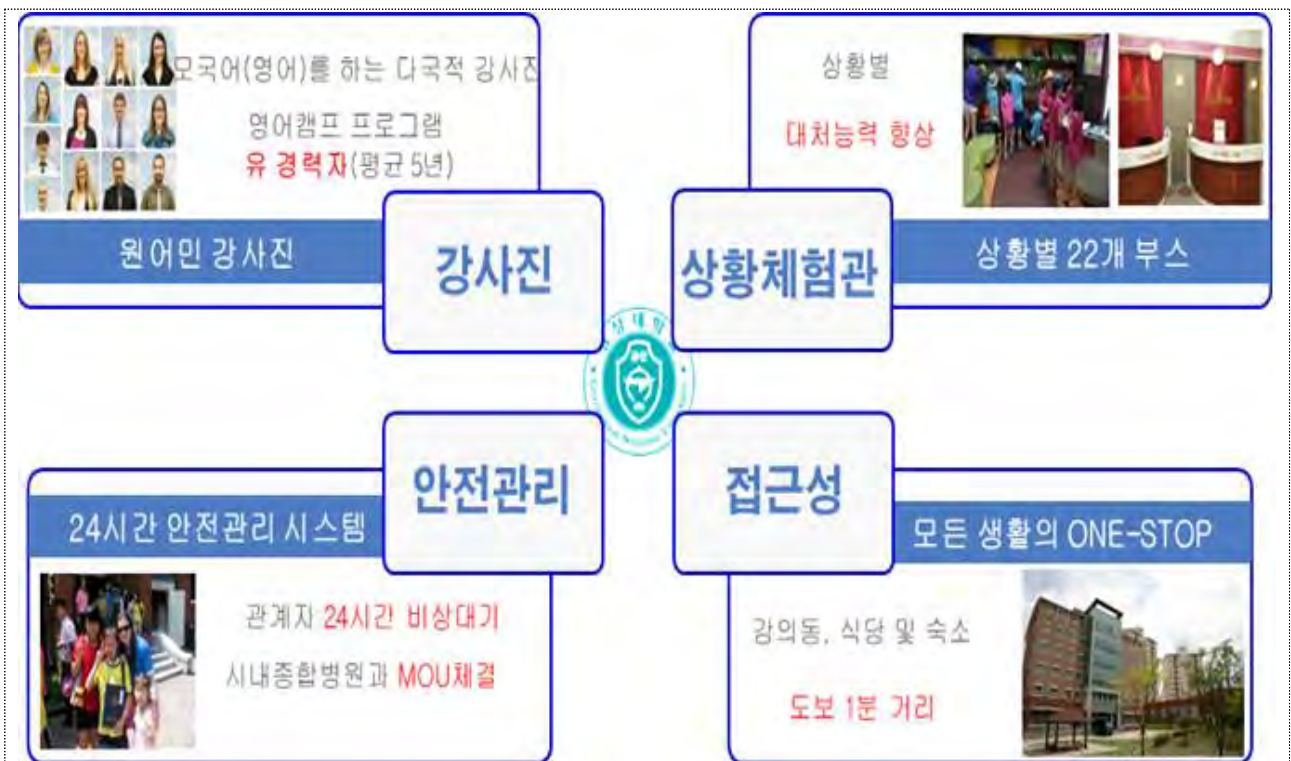 모국어(영어)를 하는 다국적 강사진
영어캠프 프로그램
유 경력자(평균 5년)
원어민 강사진
강사진
상황별
대처능력 향상
상황별 22개 부스
상황체험관
24시간 안전관리 시스템
안전관리
관계자 24시간 비상대기
시내종합병원과 MOU체결
접근성
모든 생활의 ONE-STOP
강의동, 식당 및 숙소
도보 1분 거리